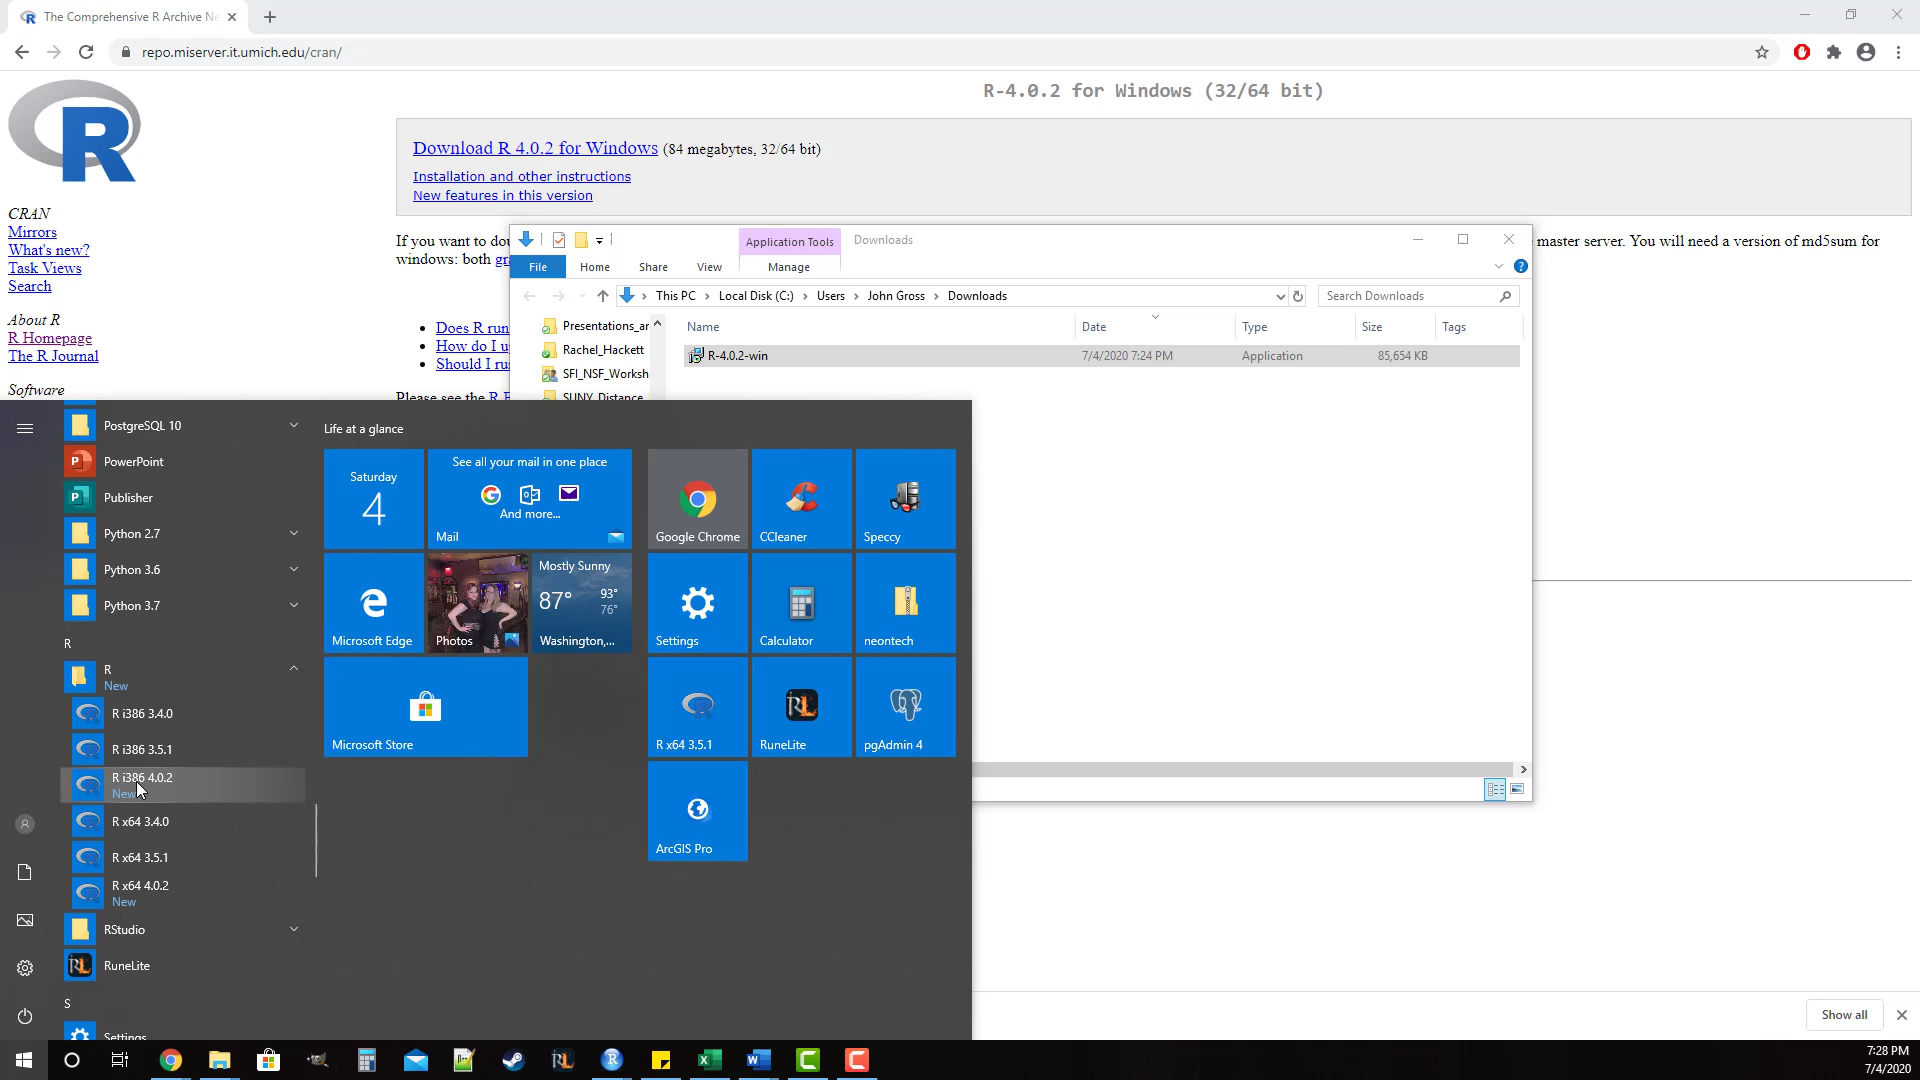 The Comprehensive R Archive Ne
repo.miserver.it.umich.edu/cran/
R
R-4.0.2 for Windows (32/64 bit)
Download R 4.0.2 for Windows (84 megabytes, 32/64 bit)
Installation and other instructions
New features in this version
CRAN
Mirrors
What's new?
Task Views
Search
About R
R Homepage
The R Journal
Software
If you want to do
master server. You will need a version of md5sum for
windows: both gr
Does R run
How do I u
Should I ru
Please see the R F
Application Tools
Downloads
File
Home
Share
View
Manage
This PC
Local Disk (C:)
Users
John Gross
Downloads
Search Downloads
Presentations_ar
Rachel_Hackett
SFI_NSF_Worksh
SUNY_Distance
Name
Date
Type
Size
Tags
R-4.0.2-win
7/4/2020 7:24 PM
Application
85,654 KB
PostgreSQL 10
PowerPoint
Publisher
Python 2.7
Python 3.6
Python 3.7
R
R
New
R i386 3.4.0
R i386 3.5.1
R i386 4.0.2
New
R x64 3.4.0
R x64 3.5.1
R x64 4.0.2
New
RStudio
RuneLite
S
Settings
Life at a glance
Saturday
4
See all your mail in one place
And more...
Mail
Microsoft Edge
Photos
Mostly Sunny
87°
93°
76°
Washington,...
Microsoft Store
Google Chrome
CCleaner
Speccy
Settings
Calculator
neontech
R x64 3.5.1
RuneLite
pgAdmin 4
ArcGIS Pro
Show all
7:28 PM
7/4/2020